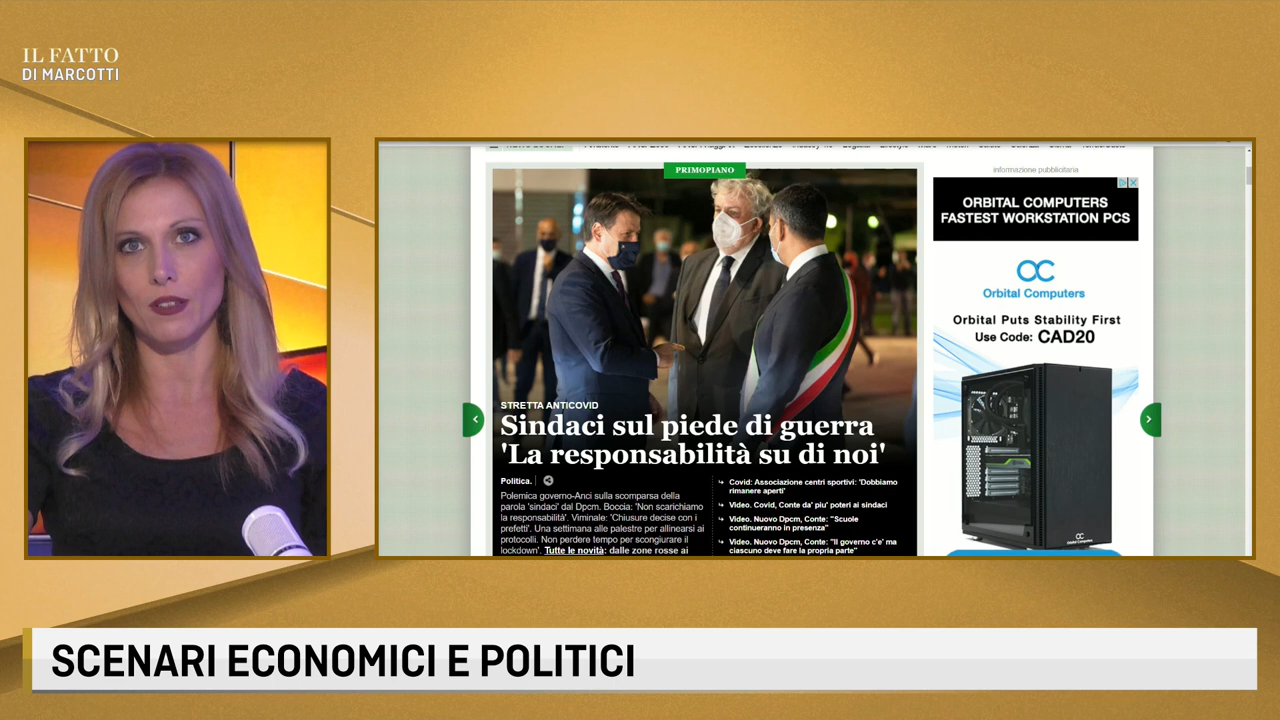 IL FATTO
DI MARCOTTI
PRIMOPIANO
STRETTA ANTICOVID
Sindaci sul piede di guerra
'La responsabilità su di noi'
Politica.
Polemica governo-Anci sulla scomparsa della
parola 'sindaci' dal Dpcm. Boccia: 'Non scarichiamo
la responsabilità'. Viminale: 'Chiusure decise con i
prefetti'. Una settimana alle palestre per allinearsi ai
protocolli. Non perdere tempo per scongiurare il
lockdown'. Tutte le novità: dalle zone rosse ai
Covid: Associazione centri sportivi: 'Dobbiamo
rimanere aperti'
Video. Covid, Conte da' piu' poteri ai sindaci
Video. Nuovo Dpcm, Conte: "Scuole
continueranno in presenza"
Video. Nuovo Dpcm, Conte: "Il governo c'e' ma
ciascuno deve fare la propria parte"
informazione pubblicitaria
ORBITAL COMPUTERS
FASTEST WORKSTATION PCS
OC
Orbital Computers
Orbital Puts Stability First
Use Code: CAD20
OC
Orbital Computers
SCENARI ECONOMICI E POLITICI